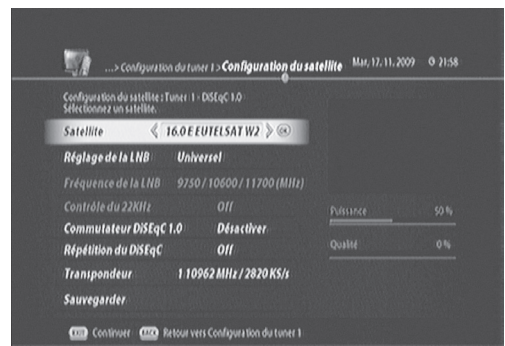 ...> Configuration du tuner 1 > Configuration du satellite Mar, 17. 11. 2009 21:58
Configuration du satellite : Tuner 1 - DiSEqC 1.0
Sélectionnez un satellite.
Satellite 16.0 E EUTELSAT W2 OK
Réglage de la LNB Universel
Fréquence de la LNB 9750 / 10600 / 11700 (MHz)
Contrôle du 22KHz Off
Puissance 50 %
Commutateur DiSEqC 1.0 Désactiver
Répétition du DiSEqC Off
Qualité 0 %
Transpondeur 1 10962 MHz / 2820 KS/s
Sauvegarder
EXIT Continuer BACK Retour vers Configuration du tuner 1